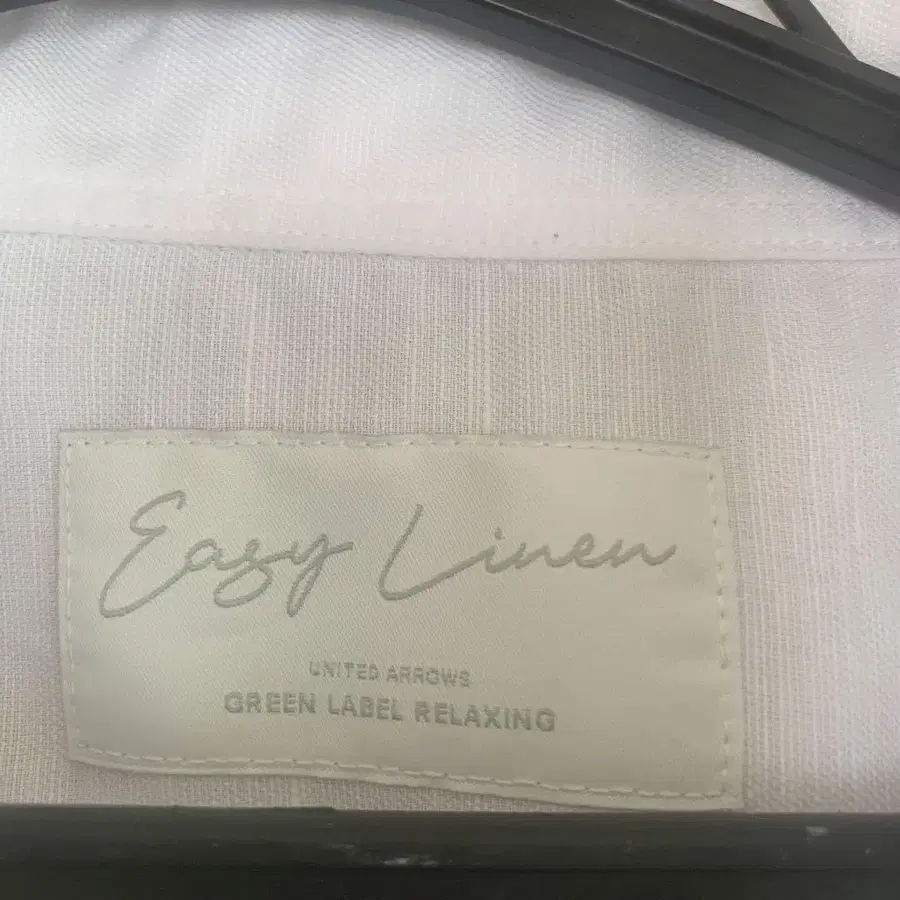 Easy Linen
UNITED ARROWS
GREEN LABEL RELAXING